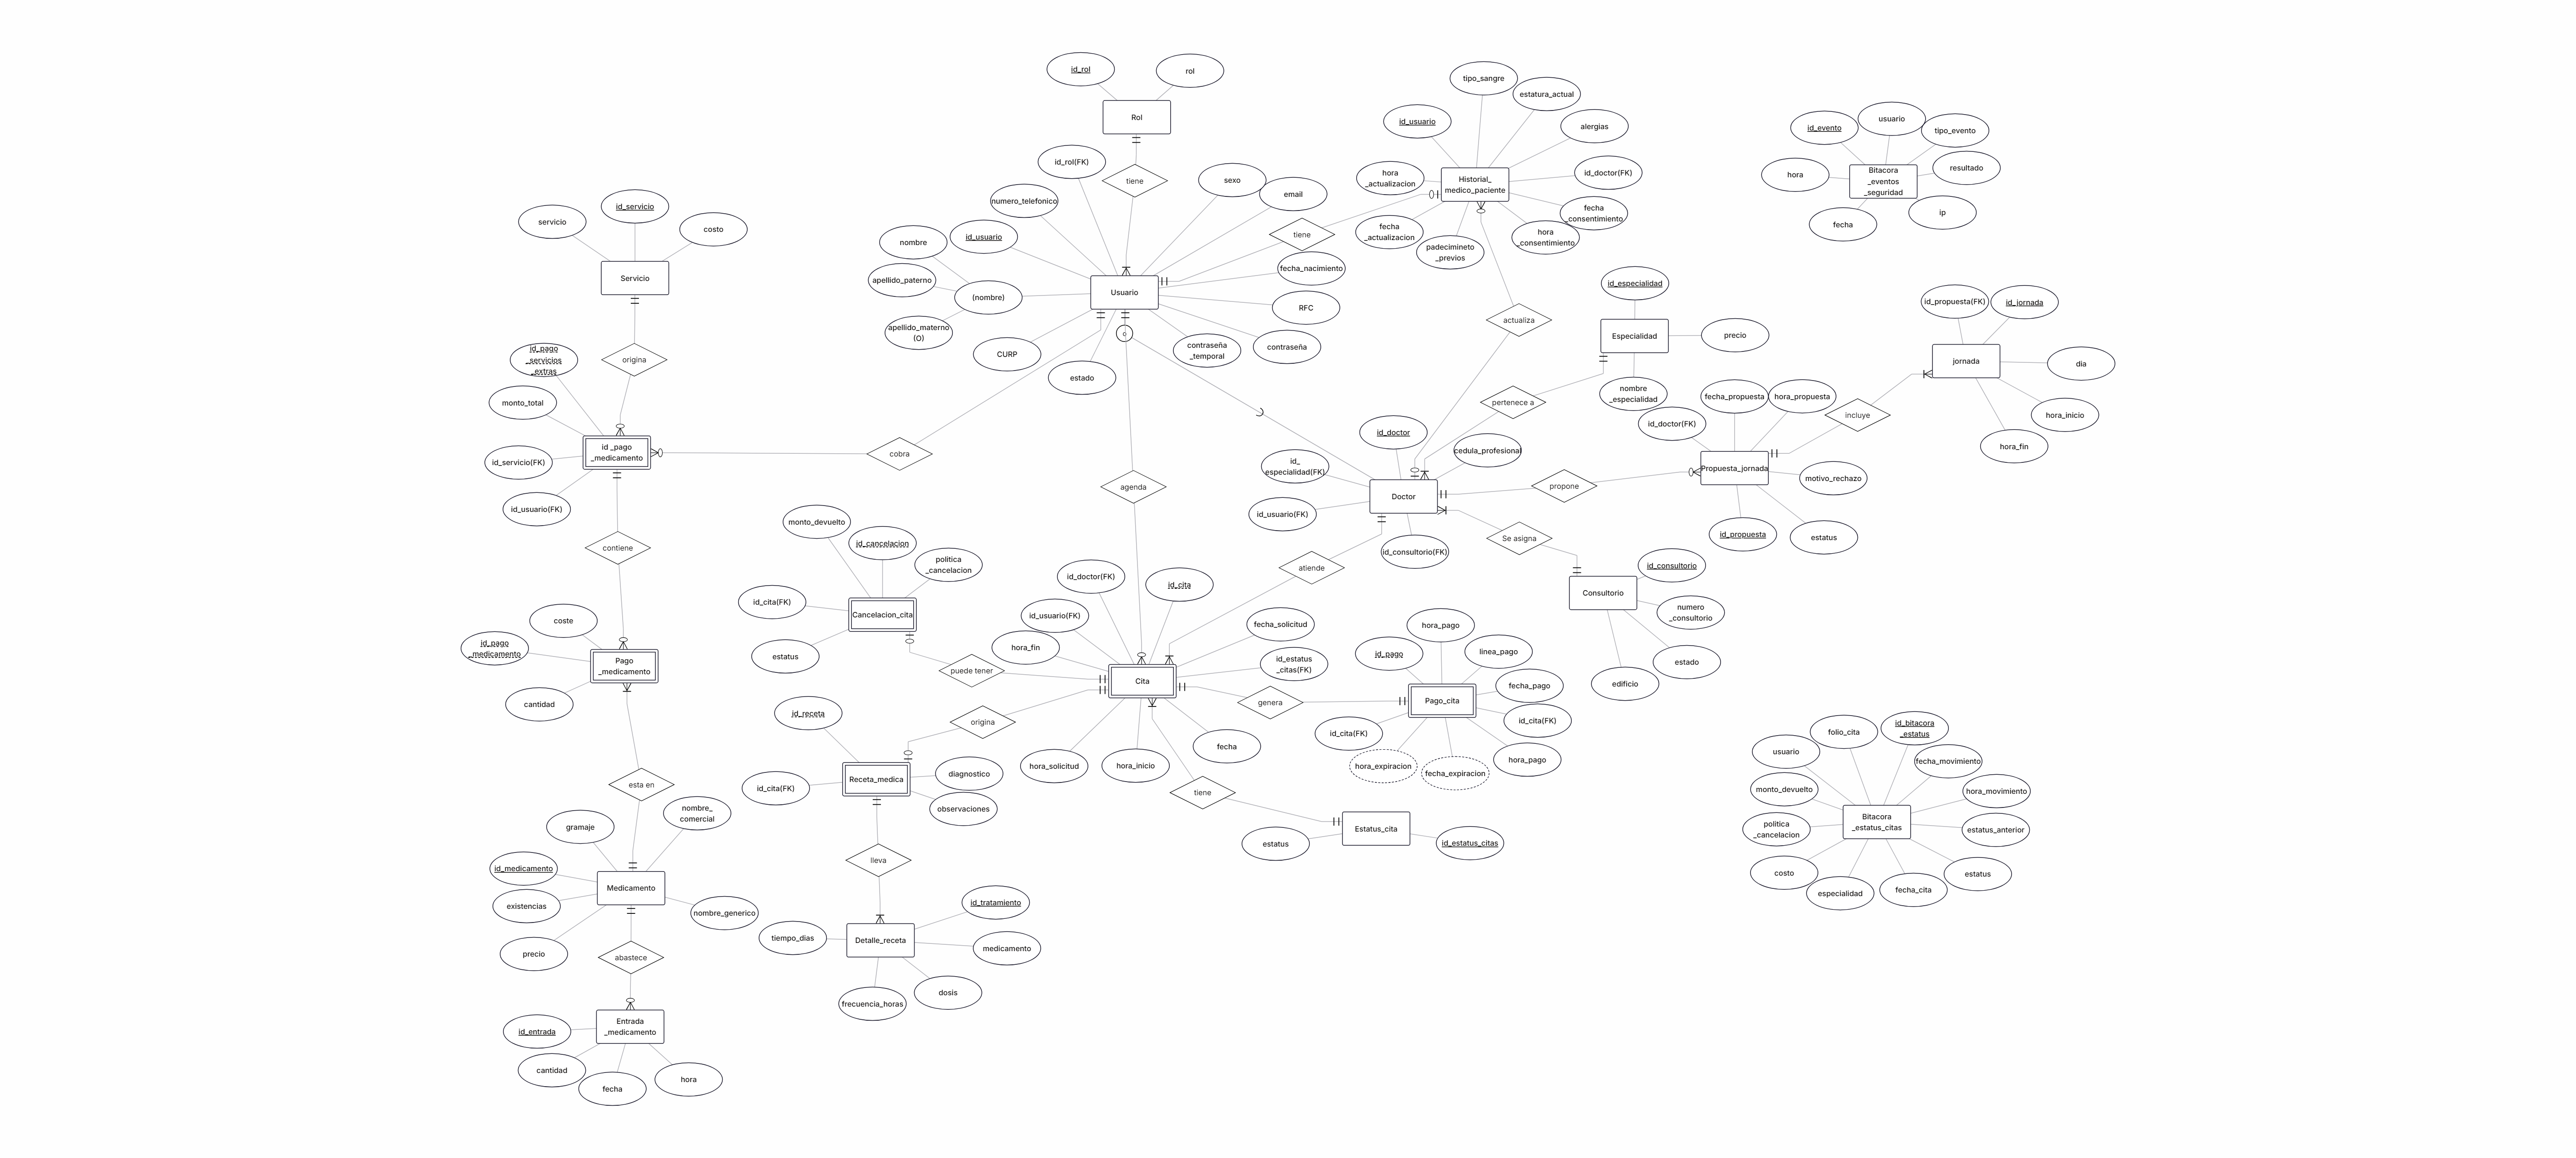 id_rol
rol
Rol
tiene
id_rol(FK)
numero_telefonico
id_usuario
nombre
apellido_paterno
(nombre)
apellido_materno
(O)
CURP
estado
Usuario
sexo
email
tiene
fecha_nacimiento
RFC
contraseña
contraseña
_temporal
o
tipo_sangre
estatura_actual
id_usuario
alergias
hora
_actualizacion
Historial_
medico_paciente
id_doctor(FK)
fecha
_consentimiento
hora
_consentimiento
fecha
_actualizacion
padecimineto
_previos
actualiza
id_evento
usuario
tipo_evento
resultado
hora
Bitacora
_eventos
_seguridad
ip
fecha
servicio
id_servicio
costo
Servicio
origina
id_pago
_servicios
_extras
monto_total
id _pago
_medicamento
id_servicio(FK)
id_usuario(FK)
cobra
contiene
id_especialidad
Especialidad
precio
nombre
_especialidad
pertenece a
id_propuesta(FK)
id_jornada
jornada
dia
hora_inicio
hora_fin
incluye
fecha_propuesta
hora_propuesta
id_doctor(FK)
Propuesta_jornada
motivo_rechazo
id_propuesta
estatus
propone
id_doctor
cedula_profesional
id_
especialidad(FK)
Doctor
id_usuario(FK)
id_consultorio(FK)
Se asigna
agenda
atiende
id_consultorio
Consultorio
numero
_consultorio
estado
edificio
monto_devuelto
id_cancelacion
politica
_cancelacion
id_cita(FK)
Cancelacion_cita
estatus
puede tener
id_doctor(FK)
id_cita
id_usuario(FK)
hora_fin
fecha_solicitud
id_estatus
_citas(FK)
Cita
hora_solicitud
hora_inicio
fecha
genera
tiene
origina
hora_pago
id_pago
linea_pago
fecha_pago
Pago_cita
id_cita(FK)
id_cita(FK)
hora_expiracion
fecha_expiracion
hora_pago
Estatus_cita
estatus
id_estatus_citas
coste
id_pago
_medicamento
Pago
_medicamento
cantidad
esta en
nombre_
comercial
gramaje
id_medicamento
Medicamento
existencias
nombre_generico
precio
abastece
Entrada
_medicamento
id_entrada
cantidad
fecha
hora
id_receta
Receta_medica
diagnostico
id_cita(FK)
observaciones
lleva
id_tratamiento
tiempo_dias
Detalle_receta
medicamento
dosis
frecuencia_horas
folio_cita
id_bitacora
_estatus
usuario
fecha_movimiento
monto_devuelto
hora_movimiento
Bitacora
_estatus_citas
politica
_cancelacion
estatus_anterior
costo
estatus
especialidad
fecha_cita